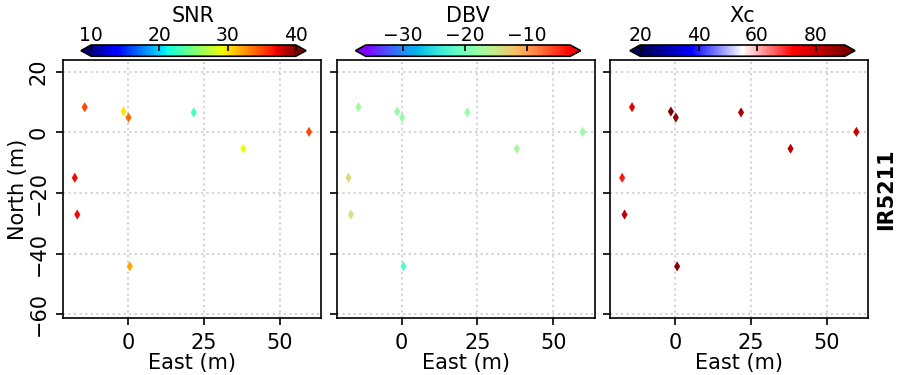 SNR DBV Xc
10 20 30 40 −30 −20 −10 20 40 60 80
20
0
−20
−40
−60
North (m)
IR5211
0 25 50 0 25 50 0 25 50
East (m) East (m) East (m)